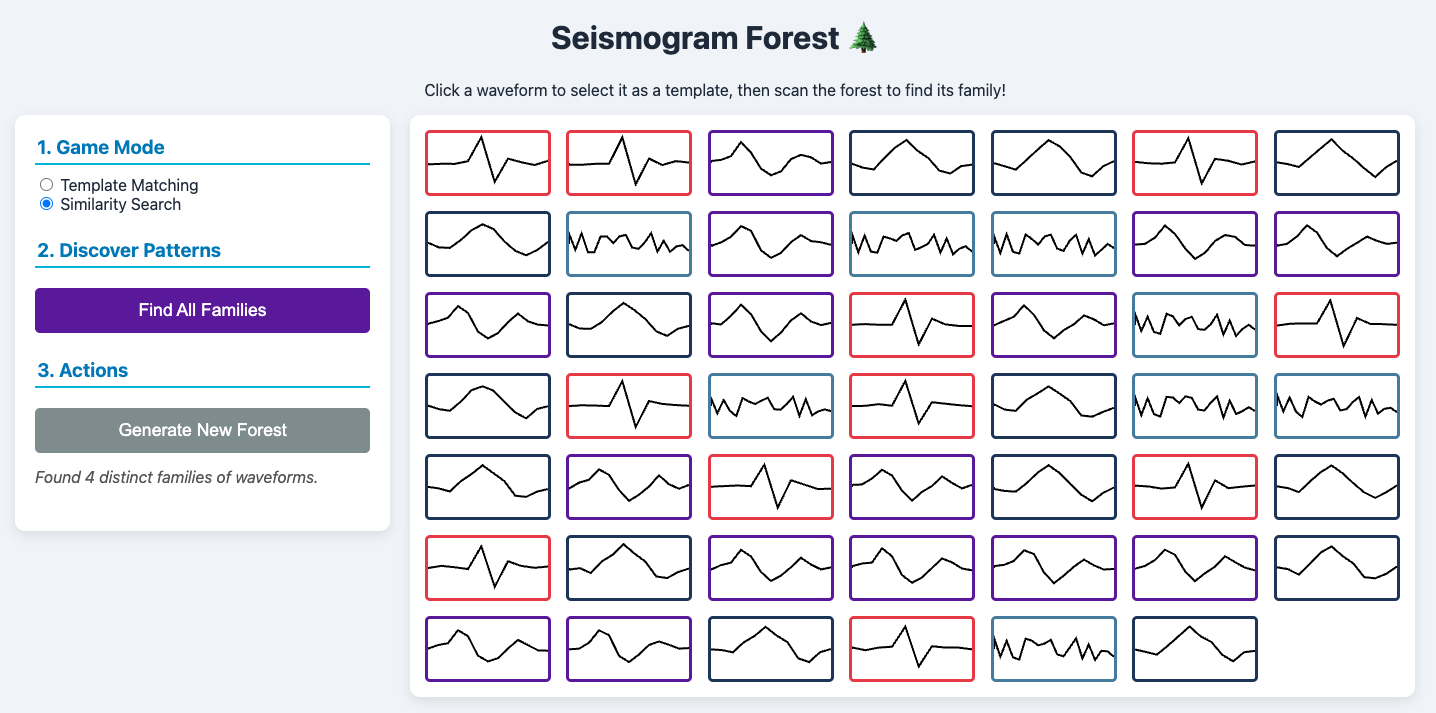 Seismogram Forest 🌲
Click a waveform to select it as a template, then scan the forest to find its family!
1. Game Mode
Template Matching
Similarity Search
2. Discover Patterns
Find All Families
3. Actions
Generate New Forest
Found 4 distinct families of waveforms.